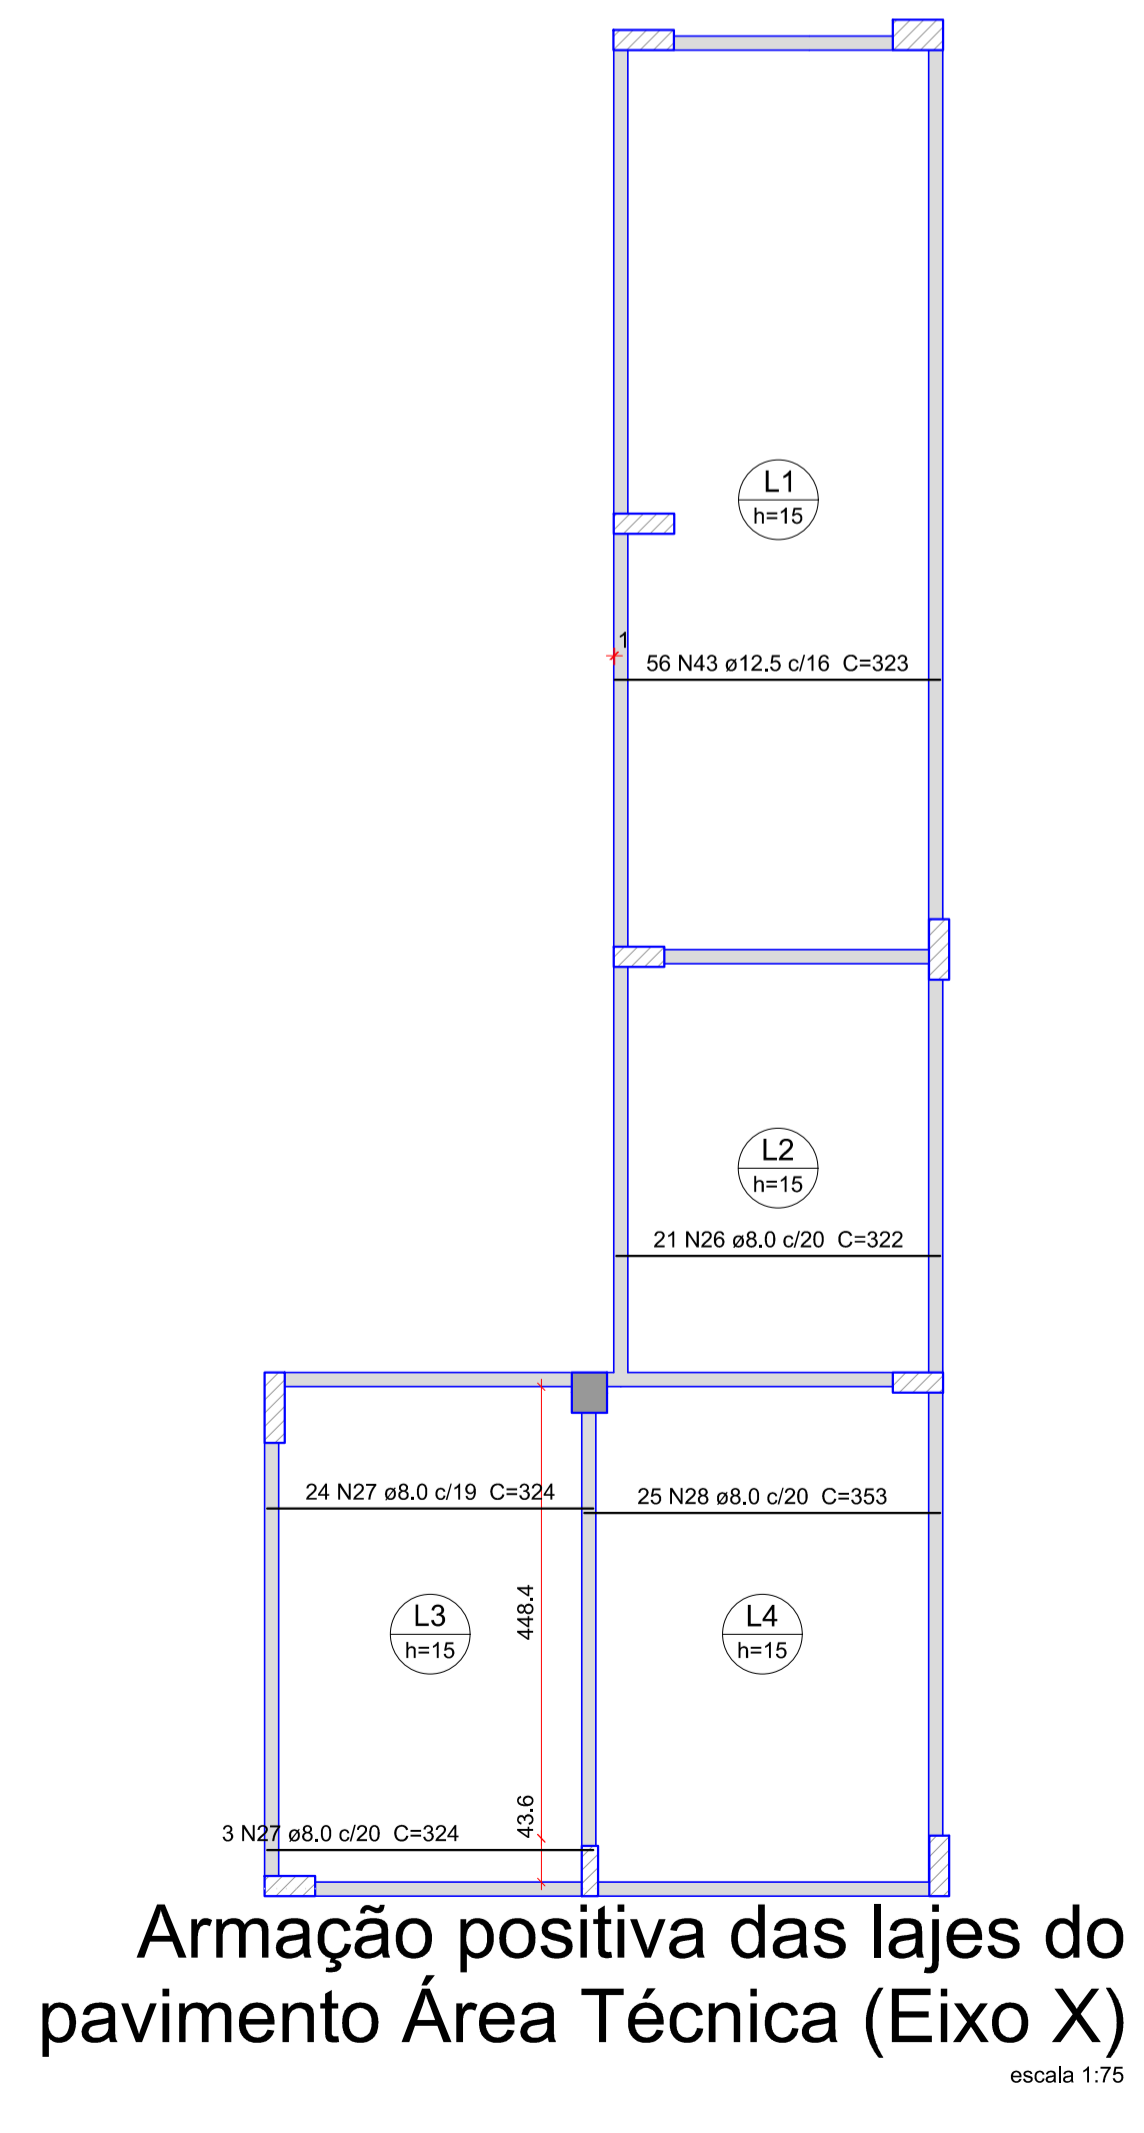 L1
h=15
1
56 N43 ø12.5 c/16 C=323
L2
h=15
21 N26 ø8.0 c/20 C=322
24 N27 ø8.0 c/19 C=324
25 N28 ø8.0 c/20 C=353
448.4
L3
h=15
L4
h=15
43.6
3 N27 ø8.0 c/20 C=324
Armação positiva das lajes do
pavimento Área Técnica (Eixo X)
escala 1:75